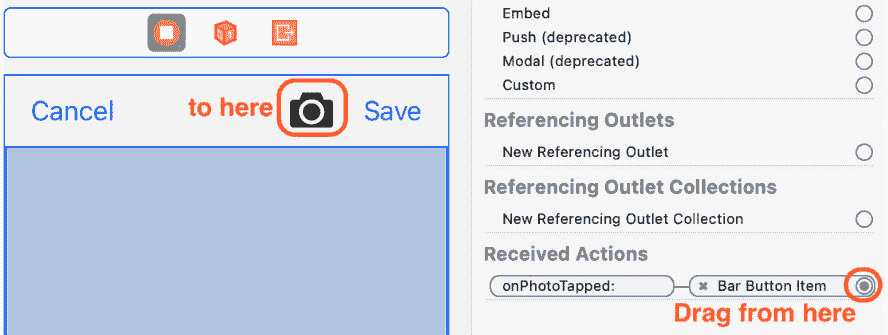 Cancel
to here
Save
Embed
Push (deprecated)
Modal (deprecated)
Custom
Referencing Outlets
New Referencing Outlet
Referencing Outlet Collections
New Referencing Outlet Collection
Received Actions
onPhotoTapped:
Bar Button Item
Drag from here